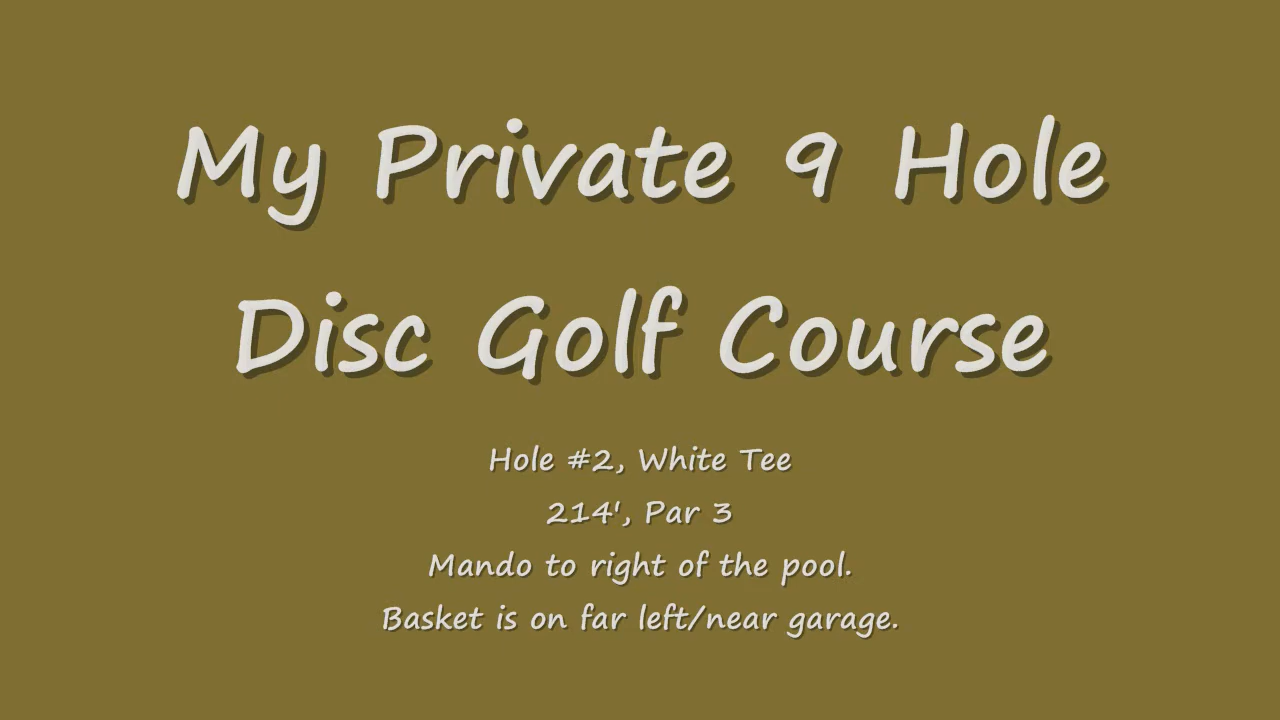 My Private 9 Hole
Disc Golf Course
Hole #2, White Tee
214', Par 3
Mando to right of the pool.
Basket is on far left/near garage.